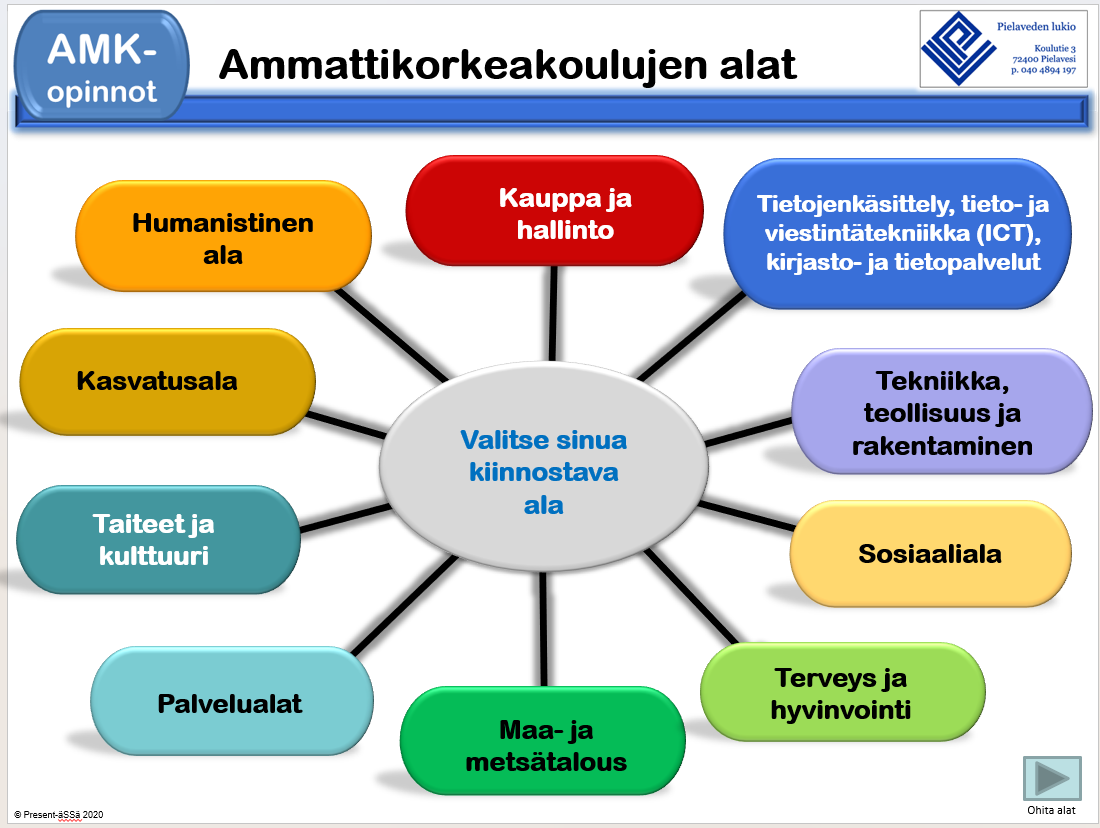 AMK-
opinnot
Ammattikorkeakoulujen alat
Pielaveden lukio
Koulutie 3
72400 Pielavesi
p. 040 4894 197
Humanistinen
ala
Kauppa ja
hallinto
Tietojenkäsittely, tieto- ja
viestintätekniikka (ICT),
kirjasto- ja tietopalvelut
Kasvatusala
Tekniikka,
teollisuus ja
rakentaminen
Valitse sinua
kiinnostava
ala
Taiteet ja
kulttuuri
Sosiaaliala
Palvelualat
Maa- ja
metsätalous
Terveys ja
hyvinvointi
© Present-äSSä 2020
Ohita alat